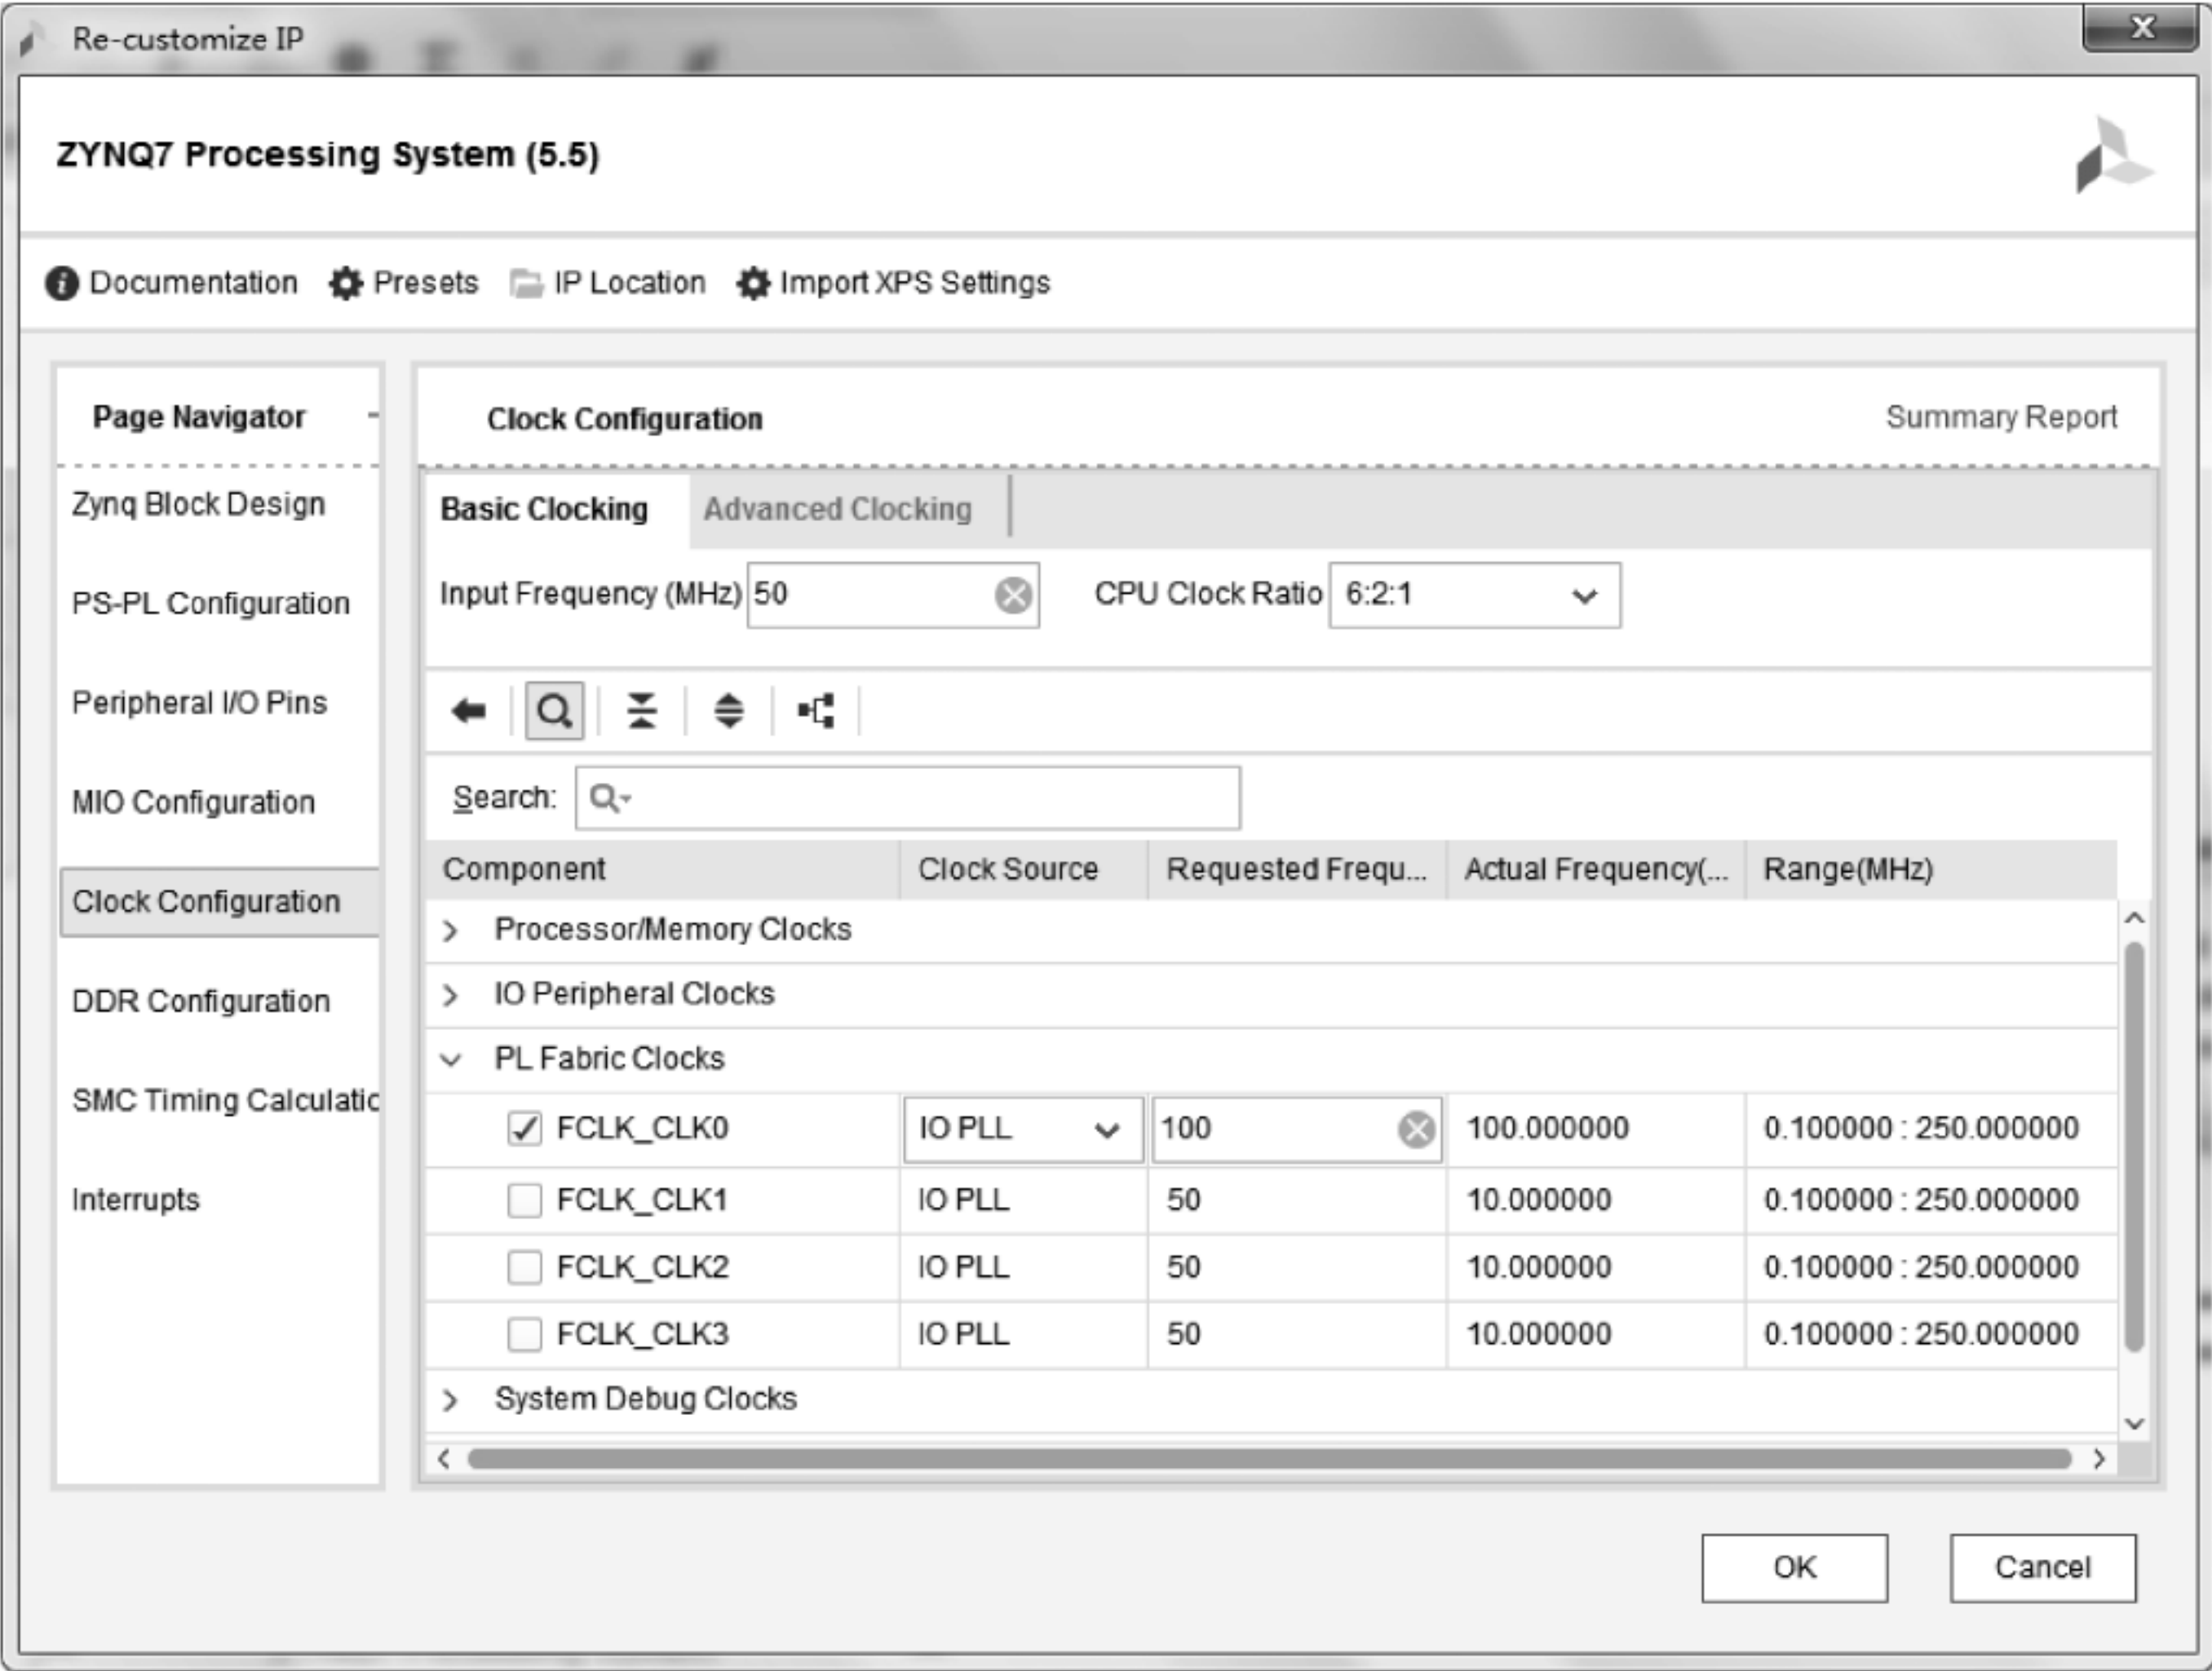 Re-customize IP
X
ZYNQ7 Processing System (5.5)
Documentation Presets IP Location Import XPS Settings
Page Navigator -
Zynq Block Design
PS-PL Configuration
Peripheral I/O Pins
MIO Configuration
Clock Configuration
DDR Configuration
SMC Timing Calculatic
Interrupts
Clock Configuration Summary Report
Basic Clocking Advanced Clocking
Input Frequency (MHz) 50 CPU Clock Ratio 6:2:1
Search:
Component Clock Source Requested Frequ... Actual Frequency(... Range(MHz)
Processor/Memory Clocks
IO Peripheral Clocks
PL Fabric Clocks
FCLK_CLK0 IO PLL 100 100.000000 0.100000 : 250.000000
FCLK_CLK1 IO PLL 50 10.000000 0.100000 : 250.000000
FCLK_CLK2 IO PLL 50 10.000000 0.100000 : 250.000000
FCLK_CLK3 IO PLL 50 10.000000 0.100000 : 250.000000
System Debug Clocks
OK Cancel